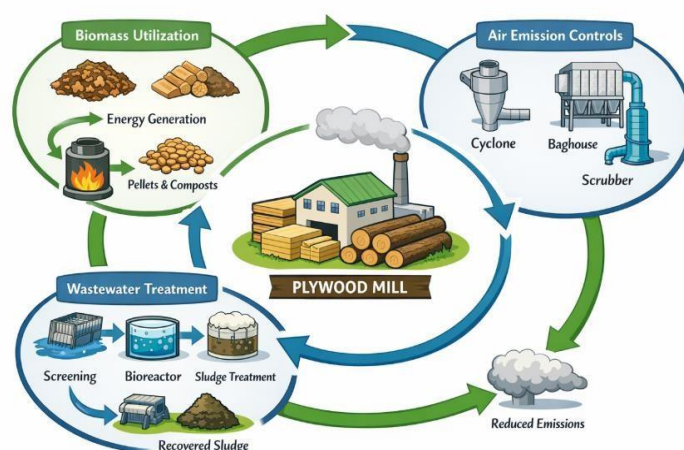 Biomass Utilization
Energy Generation
Pellets & Composts
Air Emission Controls
Cyclone
Baghouse
Scrubber
PLYWOOD MILL
Wastewater Treatment
Screening
Bioreactor
Sludge Treatment
Recovered Sludge
Reduced Emissions